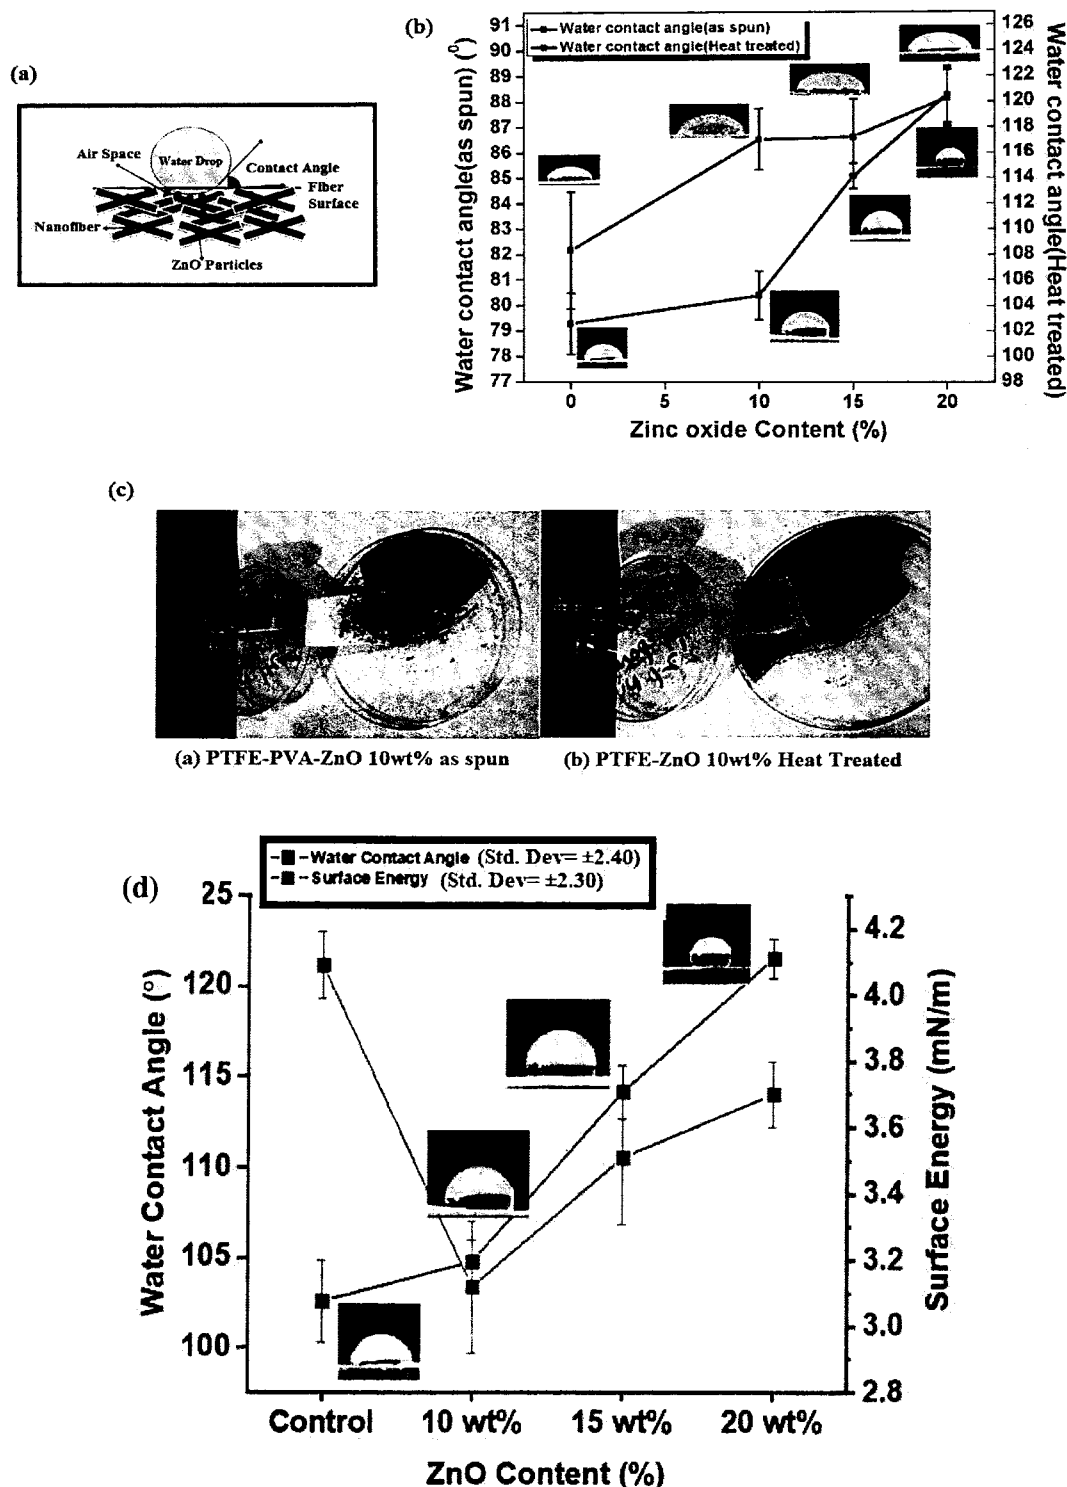 (a)
Air Space
Water Drop
Contact Angle
Fiber
Surface
Nanofiber
ZnO Particles
(b)
Water contact angle(as spun)
Water contact angle(Heat treated)
Water contact angle(as spun) (⁰)
91
90
89
88
87
86
85
84
83
82
81
80
79
78
77
126
124
122
120
118
116
114
112
110
108
106
104
102
100
98
Water contact angle(Heat treated)
0
5
10
15
20
Zinc oxide Content (%)
(c)
(a) PTFE-PVA-ZnO 10wt% as spun
(b) PTFE-ZnO 10wt% Heat Treated
(d)
Water Contact Angle (Std. Dev= ±2.40)
Surface Energy (Std. Dev= ±2.30)
Water Contact Angle (°)
25
120
115
110
105
100
4.2
4.0
3.8
3.6
3.4
3.2
3.0
2.8
Surface Energy (mN/m)
Control
10 wt%
15 wt%
20 wt%
ZnO Content (%)